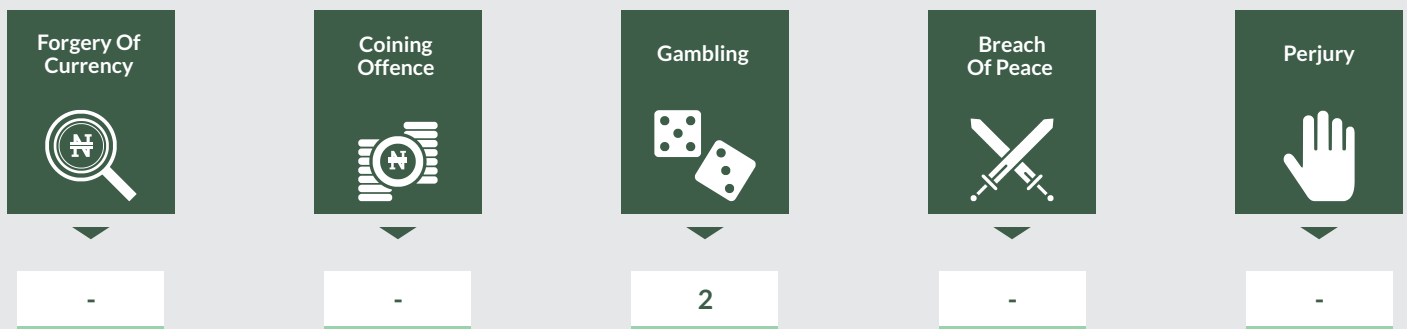 Forgery Of
Currency
Coining
Offence
Gambling
Breach
Of Peace
Perjury
₦
₦
-
-
2
-
-